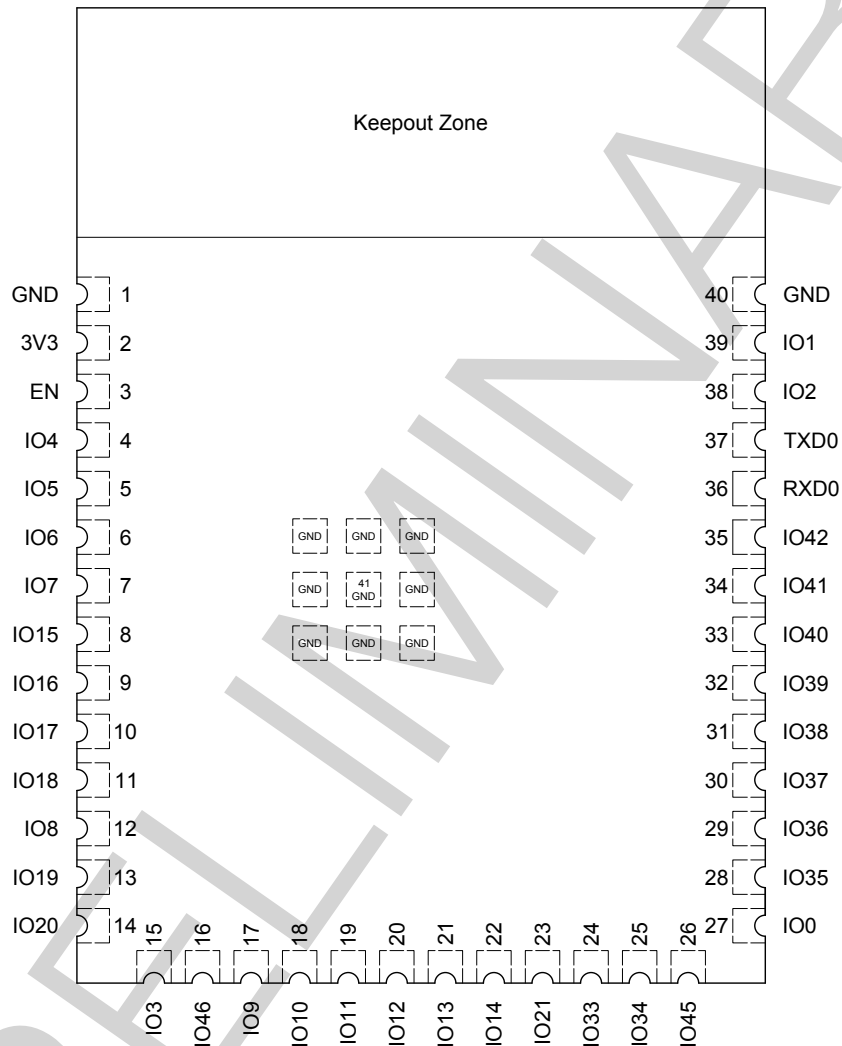 Keepout Zone
GND 1 40 GND
3V3 2 39 IO1
EN 3 38 IO2
IO4 4 37 TXD0
IO5 5 36 RXD0
IO6 6 GND GND GND 35 IO42
IO7 7 GND 41 GND GND 34 IO41
IO15 8 GND GND GND 33 IO40
IO16 9 32 IO39
IO17 10 31 IO38
IO18 11 30 IO37
IO8 12 29 IO36
IO19 13 28 IO35
IO20 14 27 IO0
15 16 17 18 19 20 21 22 23 24 25 26
IO3 IO46 IO9 IO10 IO11 IO12 IO13 IO14 IO21 IO33 IO34 IO45